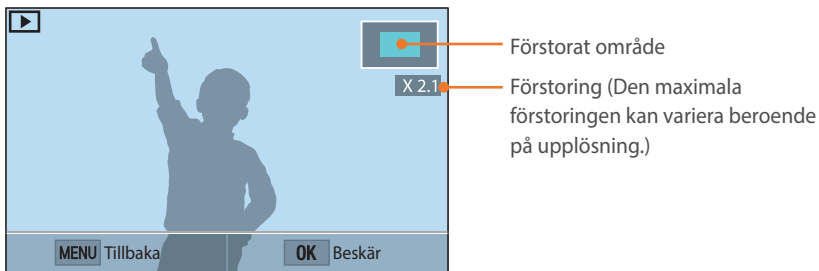 Förstorat område
X 2.1
Förstoring (Den maximala
förstoringen kan variera beroende
på upplösning.)
MENU Tillbaka
OK Beskär